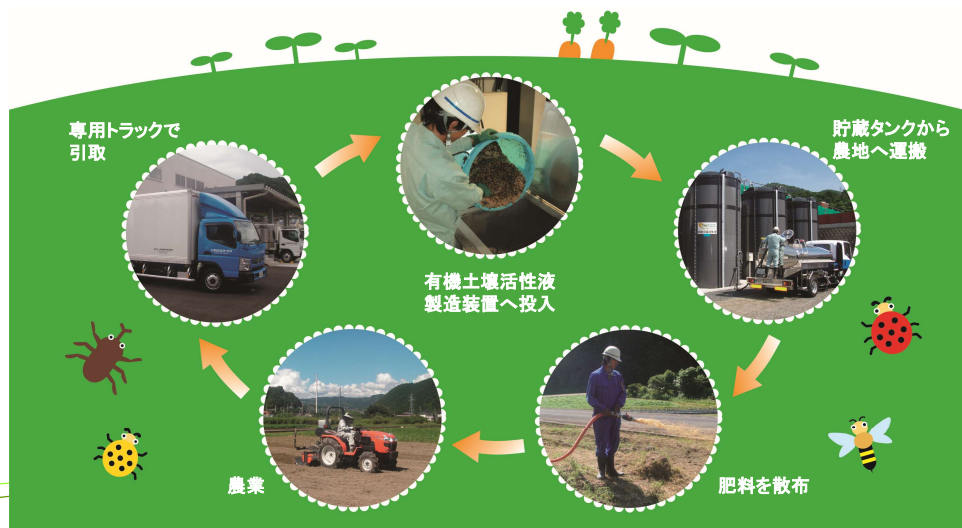 専用トラックで
引取
有機土壌活性液
製造装置へ投入
貯蔵タンクから
農地へ運搬
肥料を散布
農業